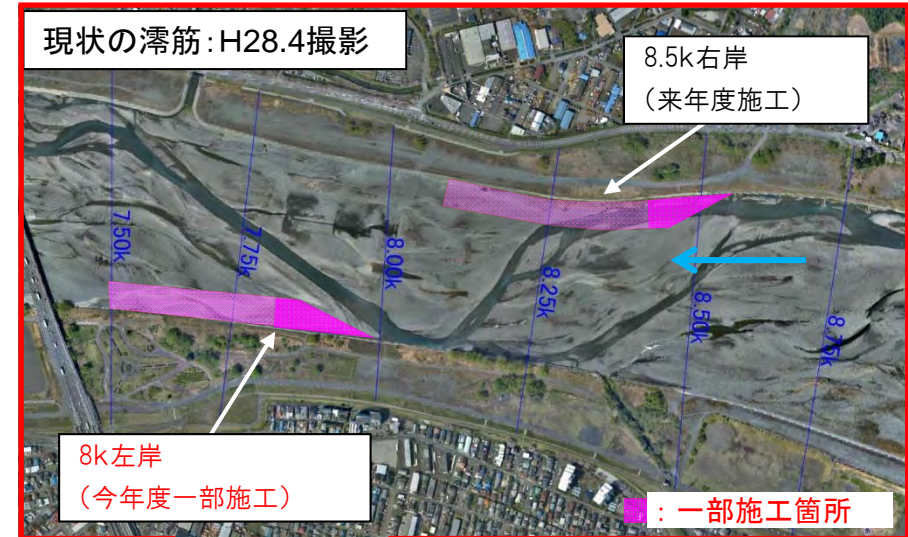 現状の澪筋：H28.4撮影
8.5k右岸
（来年度施工）
7.50k
7.75k
8.00k
8.25k
8.50k
8.75k
8k左岸
（今年度一部施工）
：一部施工箇所